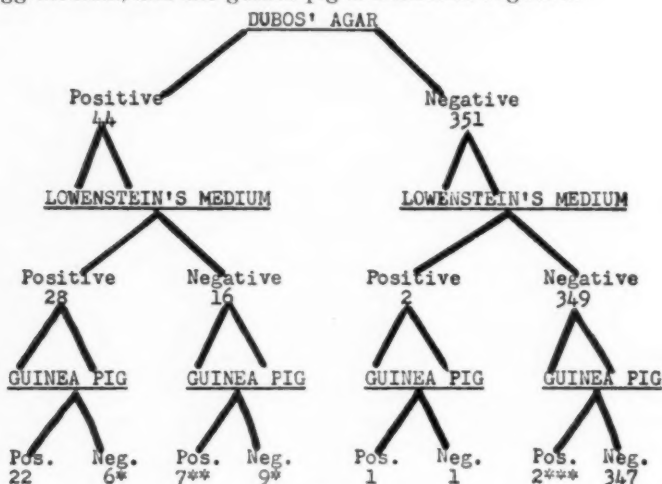 DUBOS' AGAR
Positive Negative
44 351
LOWENSTEIN'S MEDIUM LOWENSTEIN'S MEDIUM
Positive Negative Positive Negative
28 16 2 349
GUINEA PIG GUINEA PIG GUINEA PIG GUINEA PIG
Pos. Neg. Pos. Neg. Pos. Neg. Pos. Neg.
22 6* 7** 9* 1 1 2*** 347